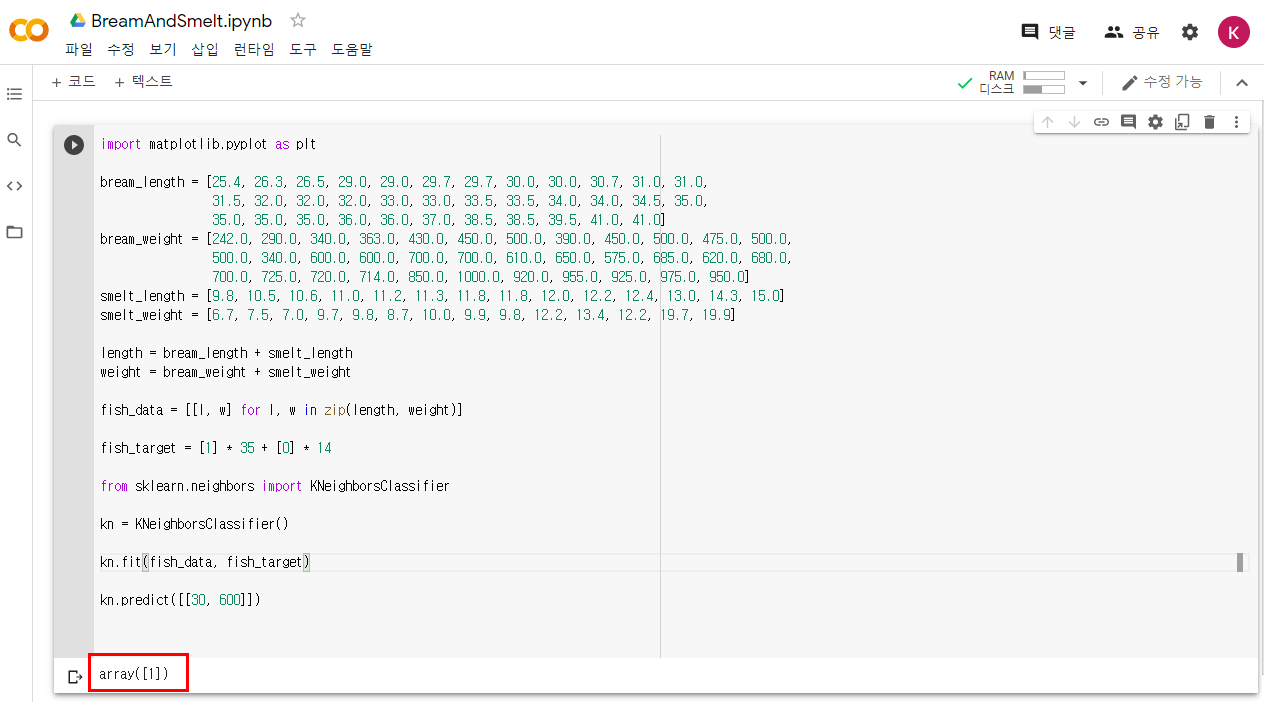 BreamAndSmelt.ipynb
파일 수정 보기 삽입 런타임 도구 도움말
댓글 공유 K
+ 코드 + 텍스트
RAM
디스크
수정 가능
import matplotlib.pyplot as plt
bream_length = [25.4, 26.3, 26.5, 29.0, 29.0, 29.7, 29.7, 30.0, 30.0, 30.7, 31.0, 31.0,
31.5, 32.0, 32.0, 32.0, 33.0, 33.0, 33.5, 33.5, 34.0, 34.0, 34.5, 35.0,
35.0, 35.0, 35.0, 36.0, 36.0, 37.0, 38.5, 38.5, 39.5, 41.0, 41.0]
bream_weight = [242.0, 290.0, 340.0, 363.0, 430.0, 450.0, 500.0, 390.0, 450.0, 500.0, 475.0, 500.0,
500.0, 340.0, 600.0, 600.0, 700.0, 700.0, 610.0, 650.0, 575.0, 685.0, 620.0, 680.0,
700.0, 725.0, 720.0, 714.0, 850.0, 1000.0, 920.0, 955.0, 925.0, 975.0, 950.0]
smelt_length = [9.8, 10.5, 10.6, 11.0, 11.2, 11.3, 11.8, 11.8, 12.0, 12.2, 12.4, 13.0, 14.3, 15.0]
smelt_weight = [6.7, 7.5, 7.0, 9.7, 9.8, 8.7, 10.0, 9.9, 9.8, 12.2, 13.4, 12.2, 19.7, 19.9]
length = bream_length + smelt_length
weight = bream_weight + smelt_weight
fish_data = [[l, w] for l, w in zip(length, weight)]
fish_target = [1] * 35 + [0] * 14
from sklearn.neighbors import KNeighborsClassifier
kn = KNeighborsClassifier()
kn.fit(fish_data, fish_target)
kn.predict([[30, 600]])
array([1])